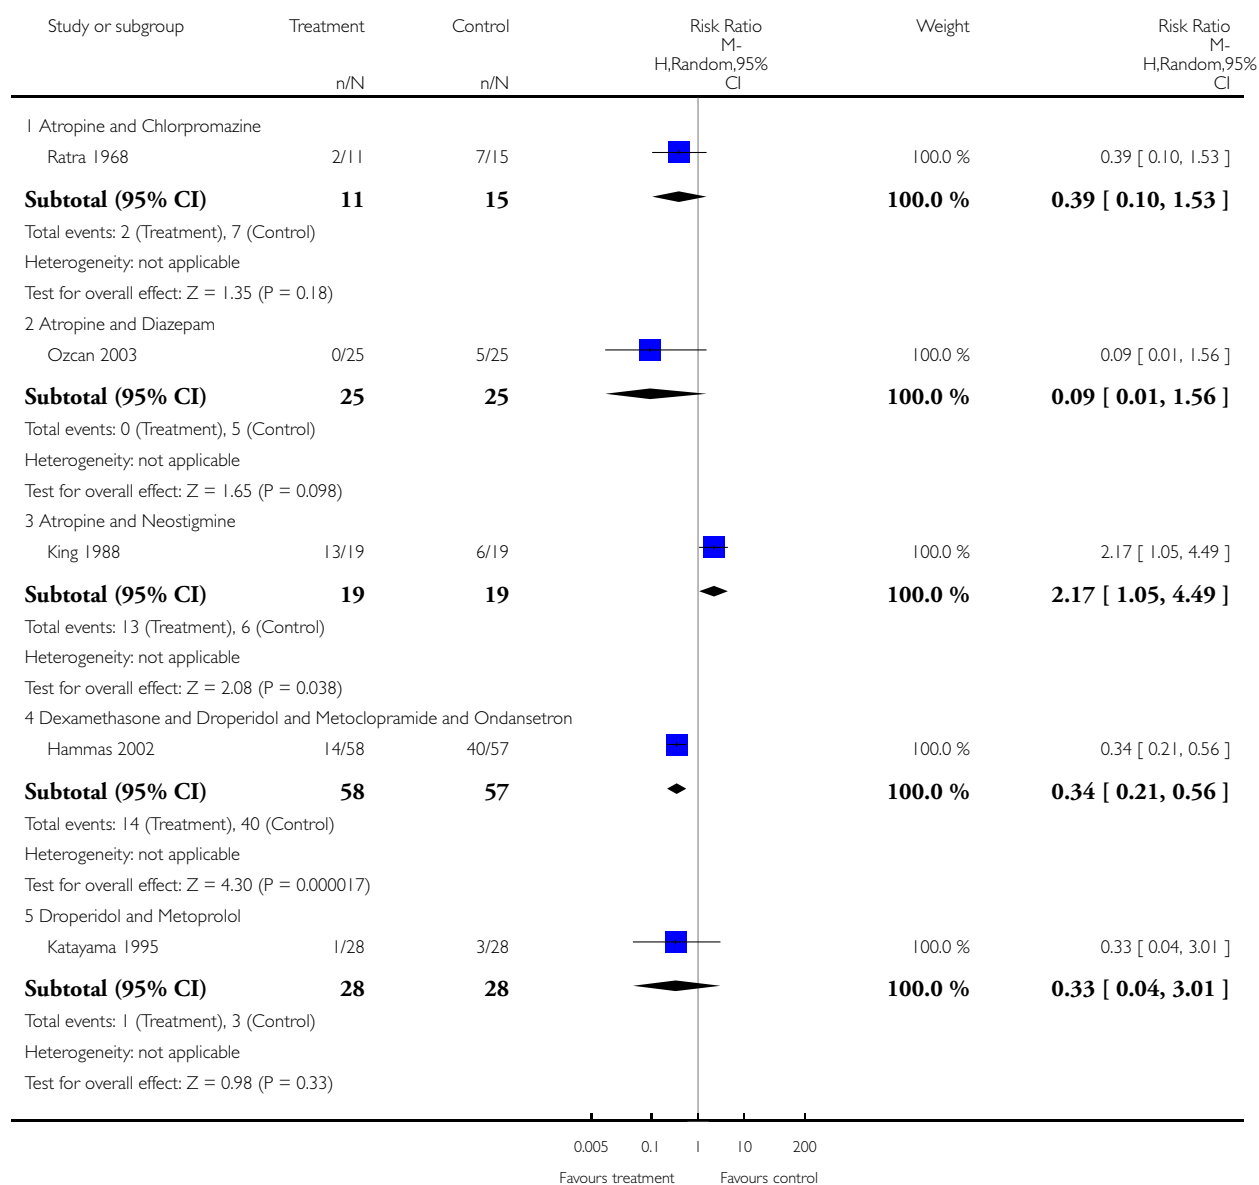 Study or subgroup Treatment Control Risk Ratio Weight Risk Ratio
M- M-
H,Random,95% H,Random,95%
n/N n/N CI CI
1 Atropine and Chlorpromazine
Ratra 1968 2/11 7/15 100.0 % 0.39 [ 0.10, 1.53 ]
Subtotal (95% CI) 11 15 100.0 % 0.39 [ 0.10, 1.53 ]
Total events: 2 (Treatment), 7 (Control)
Heterogeneity: not applicable
Test for overall effect: Z = 1.35 (P = 0.18)
2 Atropine and Diazepam
Ozcan 2003 0/25 5/25 100.0 % 0.09 [ 0.01, 1.56 ]
Subtotal (95% CI) 25 25 100.0 % 0.09 [ 0.01, 1.56 ]
Total events: 0 (Treatment), 5 (Control)
Heterogeneity: not applicable
Test for overall effect: Z = 1.65 (P = 0.098)
3 Atropine and Neostigmine
King 1988 13/19 6/19 100.0 % 2.17 [ 1.05, 4.49 ]
Subtotal (95% CI) 19 19 100.0 % 2.17 [ 1.05, 4.49 ]
Total events: 13 (Treatment), 6 (Control)
Heterogeneity: not applicable
Test for overall effect: Z = 2.08 (P = 0.038)
4 Dexamethasone and Droperidol and Metoclopramide and Ondansetron
Hammas 2002 14/58 40/57 100.0 % 0.34 [ 0.21, 0.56 ]
Subtotal (95% CI) 58 57 100.0 % 0.34 [ 0.21, 0.56 ]
Total events: 14 (Treatment), 40 (Control)
Heterogeneity: not applicable
Test for overall effect: Z = 4.30 (P = 0.000017)
5 Droperidol and Metoprolol
Katayama 1995 1/28 3/28 100.0 % 0.33 [ 0.04, 3.01 ]
Subtotal (95% CI) 28 28 100.0 % 0.33 [ 0.04, 3.01 ]
Total events: 1 (Treatment), 3 (Control)
Heterogeneity: not applicable
Test for overall effect: Z = 0.98 (P = 0.33)
0.005 0.1 1 10 200
Favours treatment Favours control